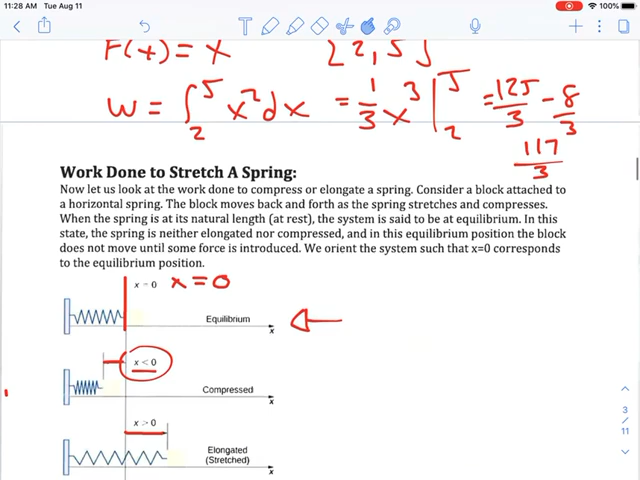 11:28 AM Tue Aug 11
100%
F(x) = x [2,5]
W = ∫₂⁵ x² dx = 1/3 x³ |₂⁵ = 125/3 - 8/3
117/3
Work Done to Stretch A Spring:
Now let us look at the work done to compress or elongate a spring. Consider a block attached to
a horizontal spring. The block moves back and forth as the spring stretches and compresses.
When the spring is at its natural length (at rest), the system is said to be at equilibrium. In this
state, the spring is neither elongated nor compressed, and in this equilibrium position the block
does not move until some force is introduced. We orient the system such that x=0 corresponds
to the equilibrium position.
x = 0 x = 0
Equilibrium
x
x < 0
Compressed
x
x > 0
Elongated
(Stretched)
x
3
/
11